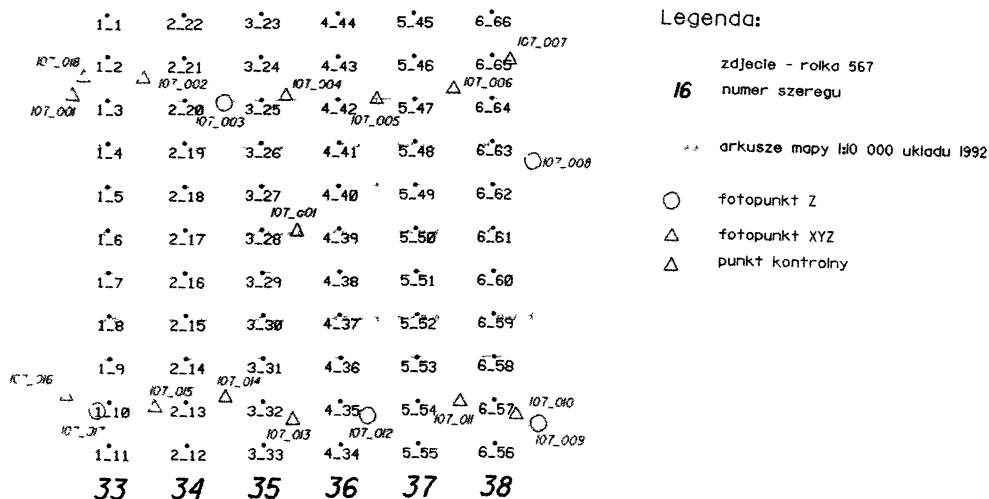 1_1 2_22 3_23 4_44 5_45 6_66
107_007
107_018 1_2 2_21 3_24 4_43 5_46 6_65
107_002 107_004 107_006
107_001 1_3 2_20 107_003 3_25 4_42 107_005 5_47 6_64
1_4 2_19 3_26 4_41 5_48 6_63 107_008
1_5 2_18 3_27 4_40 5_49 6_62
107_c01
1_6 2_17 3_28 4_39 5_50 6_61
1_7 2_16 3_29 4_38 5_51 6_60
1_8 2_15 3_30 4_37 5_52 6_59
1_9 2_14 3_31 4_36 5_53 6_58
107_016 107_015 107_014
1_10 2_13 3_32 4_35 5_54 6_57 107_010
107_017 107_013 107_012 107_011 107_009
1_11 2_12 3_33 4_34 5_55 6_56
33 34 35 36 37 38
Legenda:
zdjecie - rolka 567
16 numer szeregu
arkusze mapy 1:10 000 ukladu 1992
fotopunkt Z
fotopunkt XYZ
punkt kontrolny